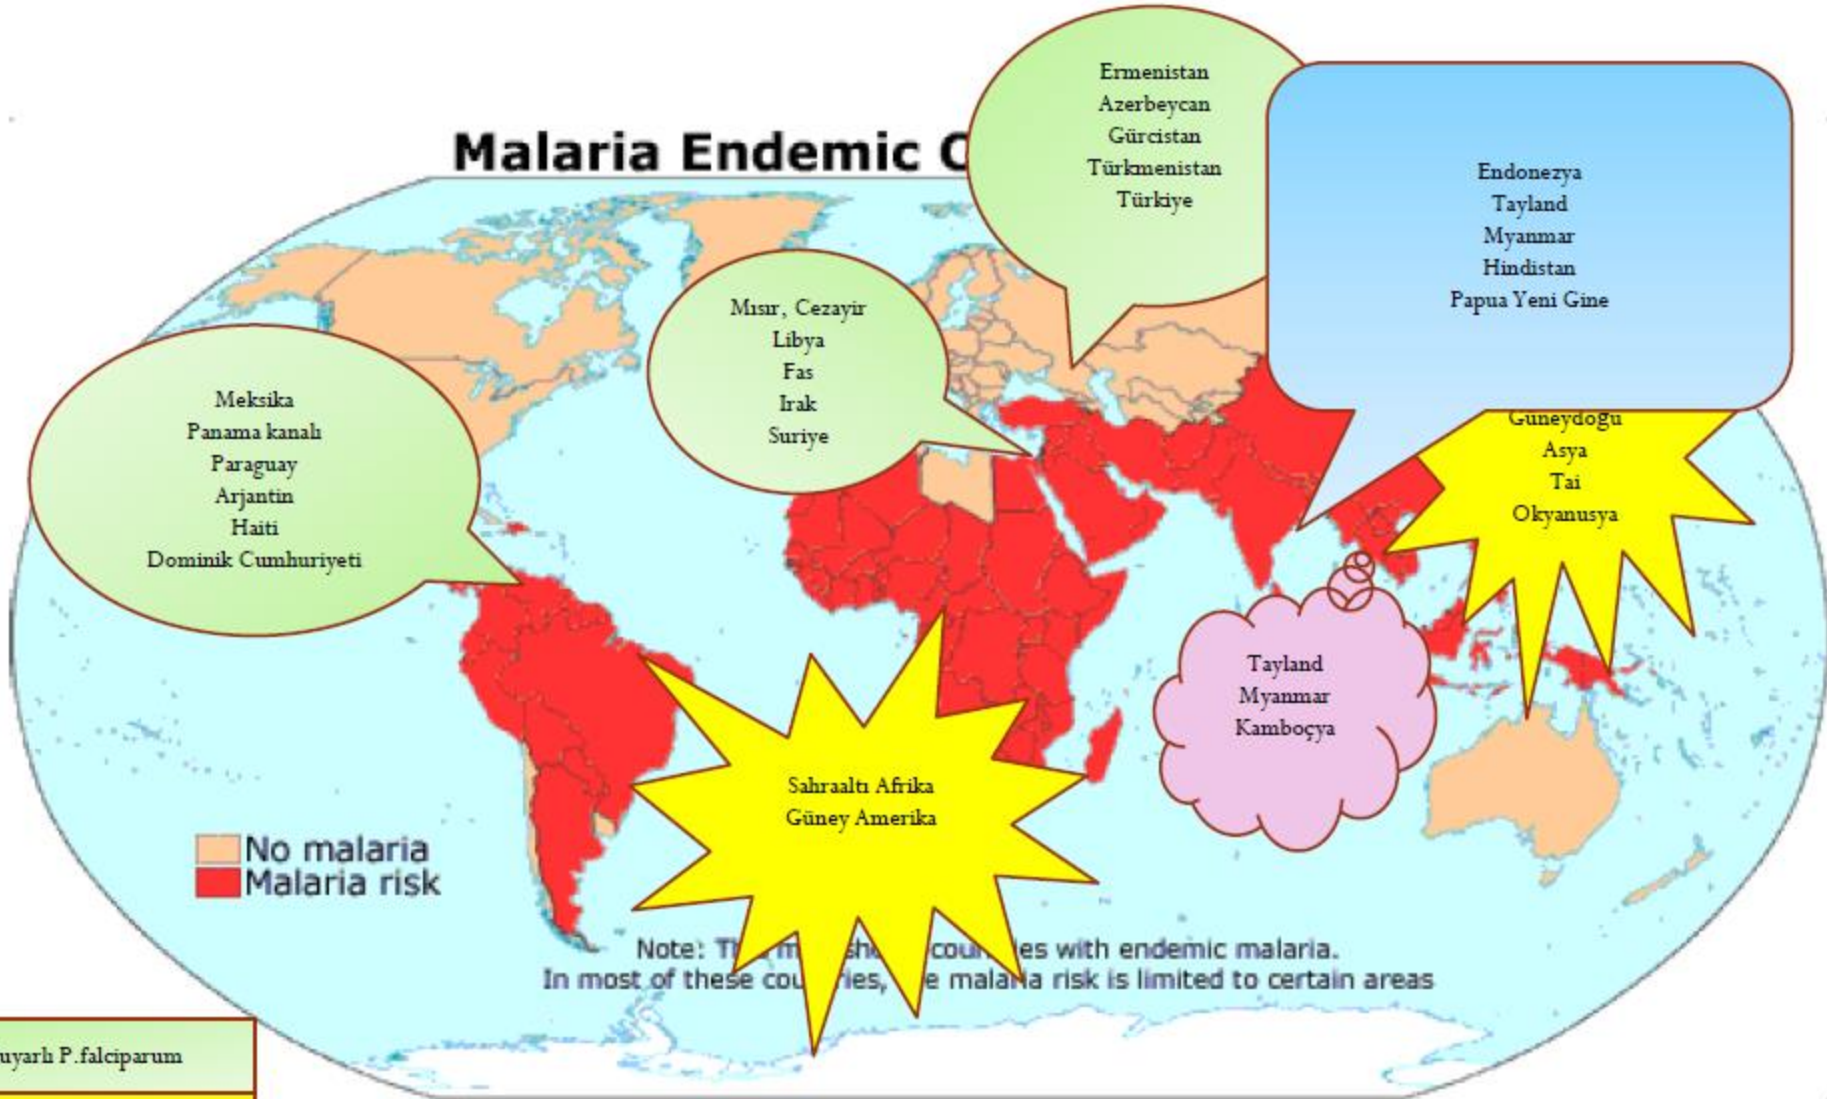 Malaria Endemic
Ermenistan
Azerbeycan
Gürcistan
Türkmenistan
Türkiye
Endonezya
Tayland
Myanmar
Hindistan
Papua Yeni Gine
Mısır, Cezayir
Libya
Fas
Irak
Suriye
Meksika
Panama kanalı
Paraguay
Arjantin
Haiti
Dominik Cumhuriyeti
Güneydoğu
Asya
Tai
Okyanusya
Tayland
Myanmar
Kamboçya
Sahraaltı Afrika
Güney Amerika
No malaria
Malaria risk
Note: with endemic malaria.
In most of these malaria risk is limited to certain areas
P.falciparum